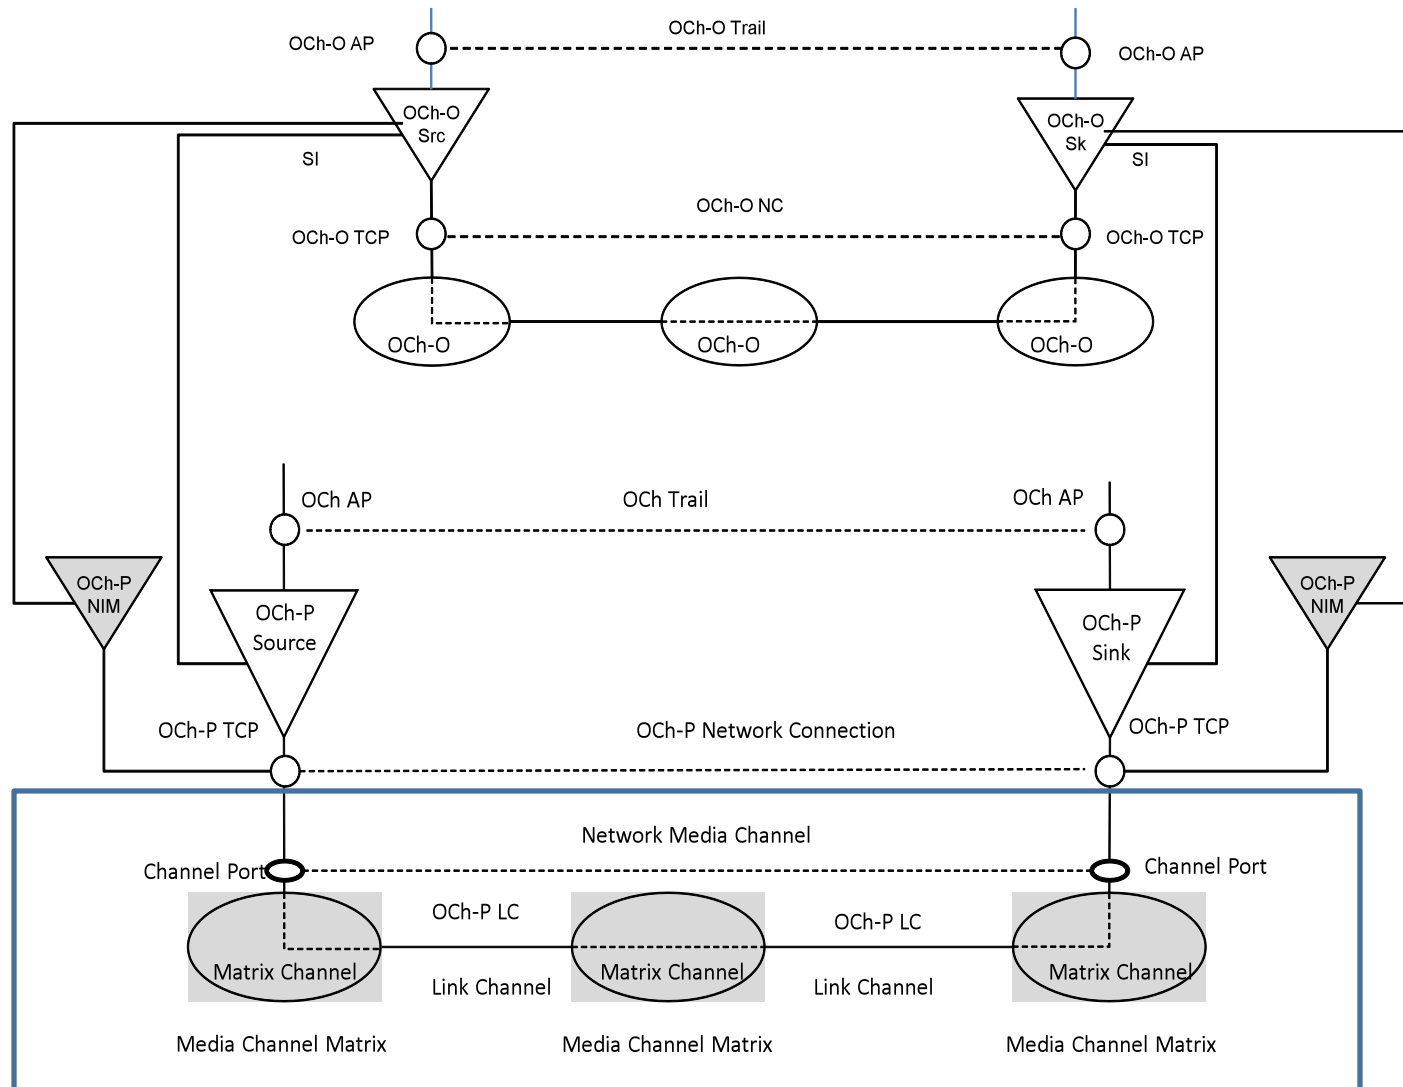 OCh-O Trail
OCh-O AP
OCh-O AP
OCh-O
Src
OCh-O
Sk
SI
SI
OCh-O NC
OCh-O TCP
OCh-O TCP
OCh-O
OCh-O
OCh-O
OCh AP
OCh Trail
OCh AP
OCh-P
NIM
OCh-P
Source
OCh-P
Sink
OCh-P
NIM
OCh-P TCP
OCh-P Network Connection
OCh-P TCP
Network Media Channel
Channel Port
Channel Port
OCh-P LC
OCh-P LC
Matrix Channel
Matrix Channel
Matrix Channel
Link Channel
Link Channel
Media Channel Matrix
Media Channel Matrix
Media Channel Matrix